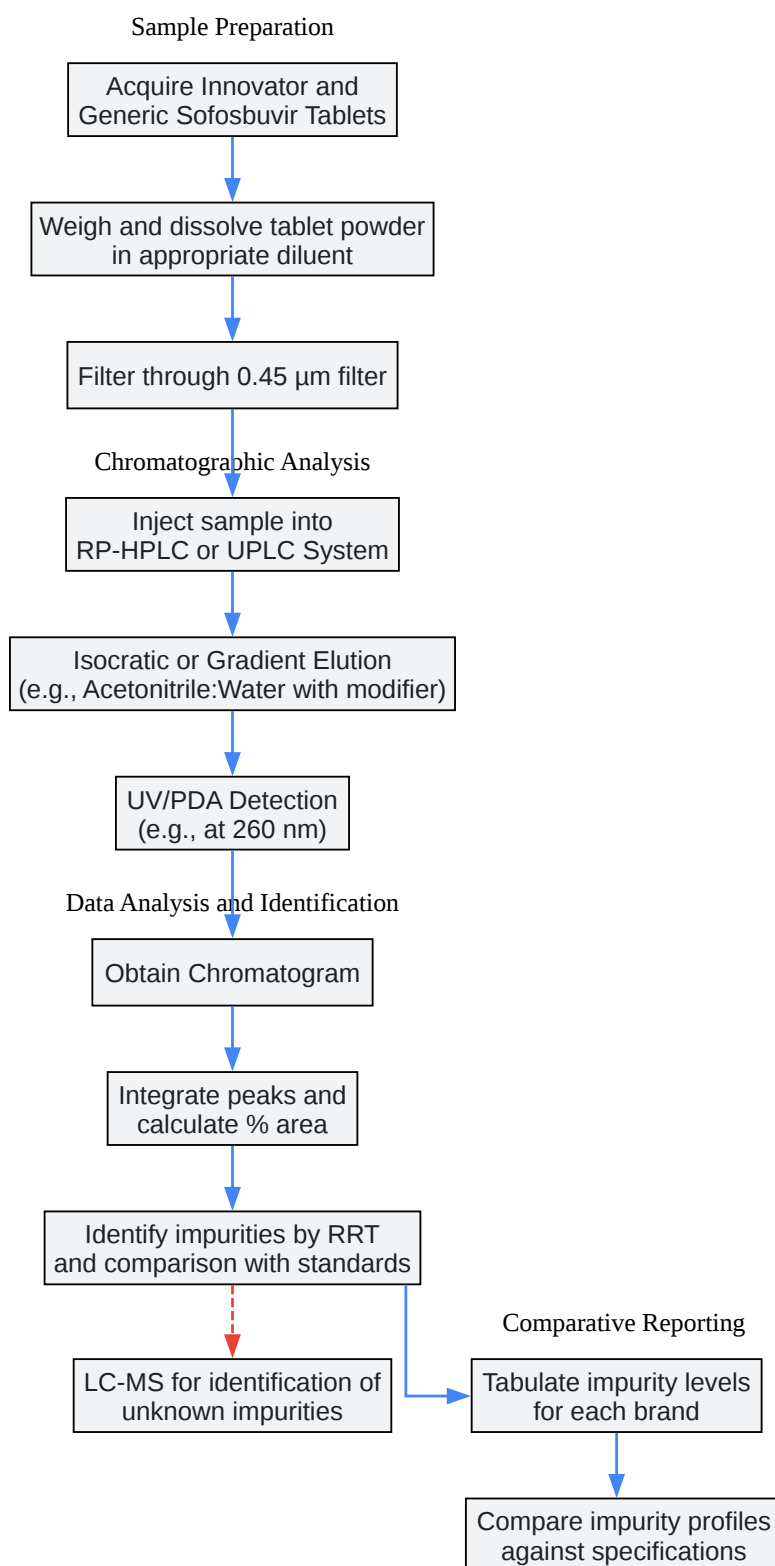 Sample Preparation
Acquire Innovator and
Generic Sofosbuvir Tablets
Weigh and dissolve tablet powder
in appropriate diluent
Filter through 0.45 µm filter
Chromatographic Analysis
Inject sample into
RP-HPLC or UPLC System
Isocratic or Gradient Elution
(e.g., Acetonitrile:Water with modifier)
UV/PDA Detection
(e.g., at 260 nm)
Data Analysis and Identification
Obtain Chromatogram
Integrate peaks and
calculate % area
Identify impurities by RRT
and comparison with standards
LC-MS for identification of
unknown impurities
Comparative Reporting
Tabulate impurity levels
for each brand
Compare impurity profiles
against specifications